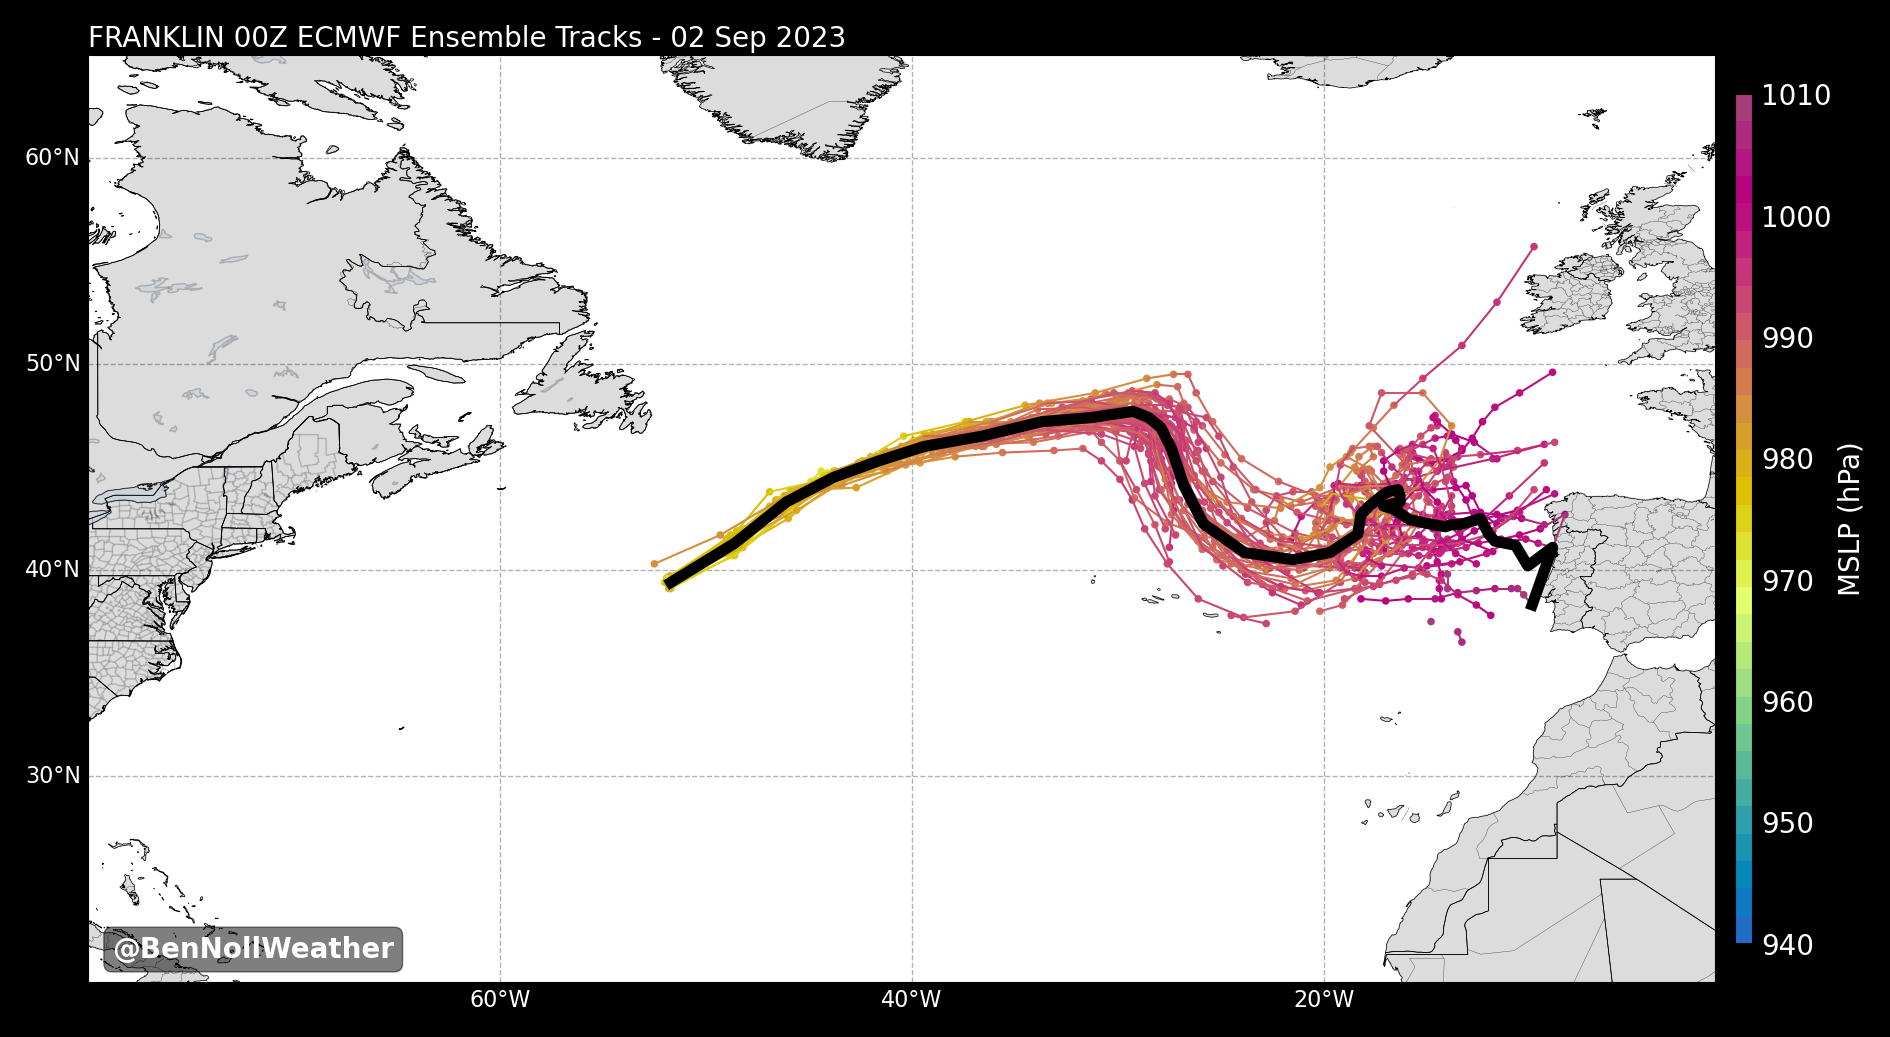 FRANKLIN 00Z ECMWF Ensemble Tracks - 02 Sep 2023
60°N
50°N
40°N
30°N
60°W
40°W
20°W
1010
1000
990
980
970
960
950
940
MSLP (hPa)
@BenNollWeather